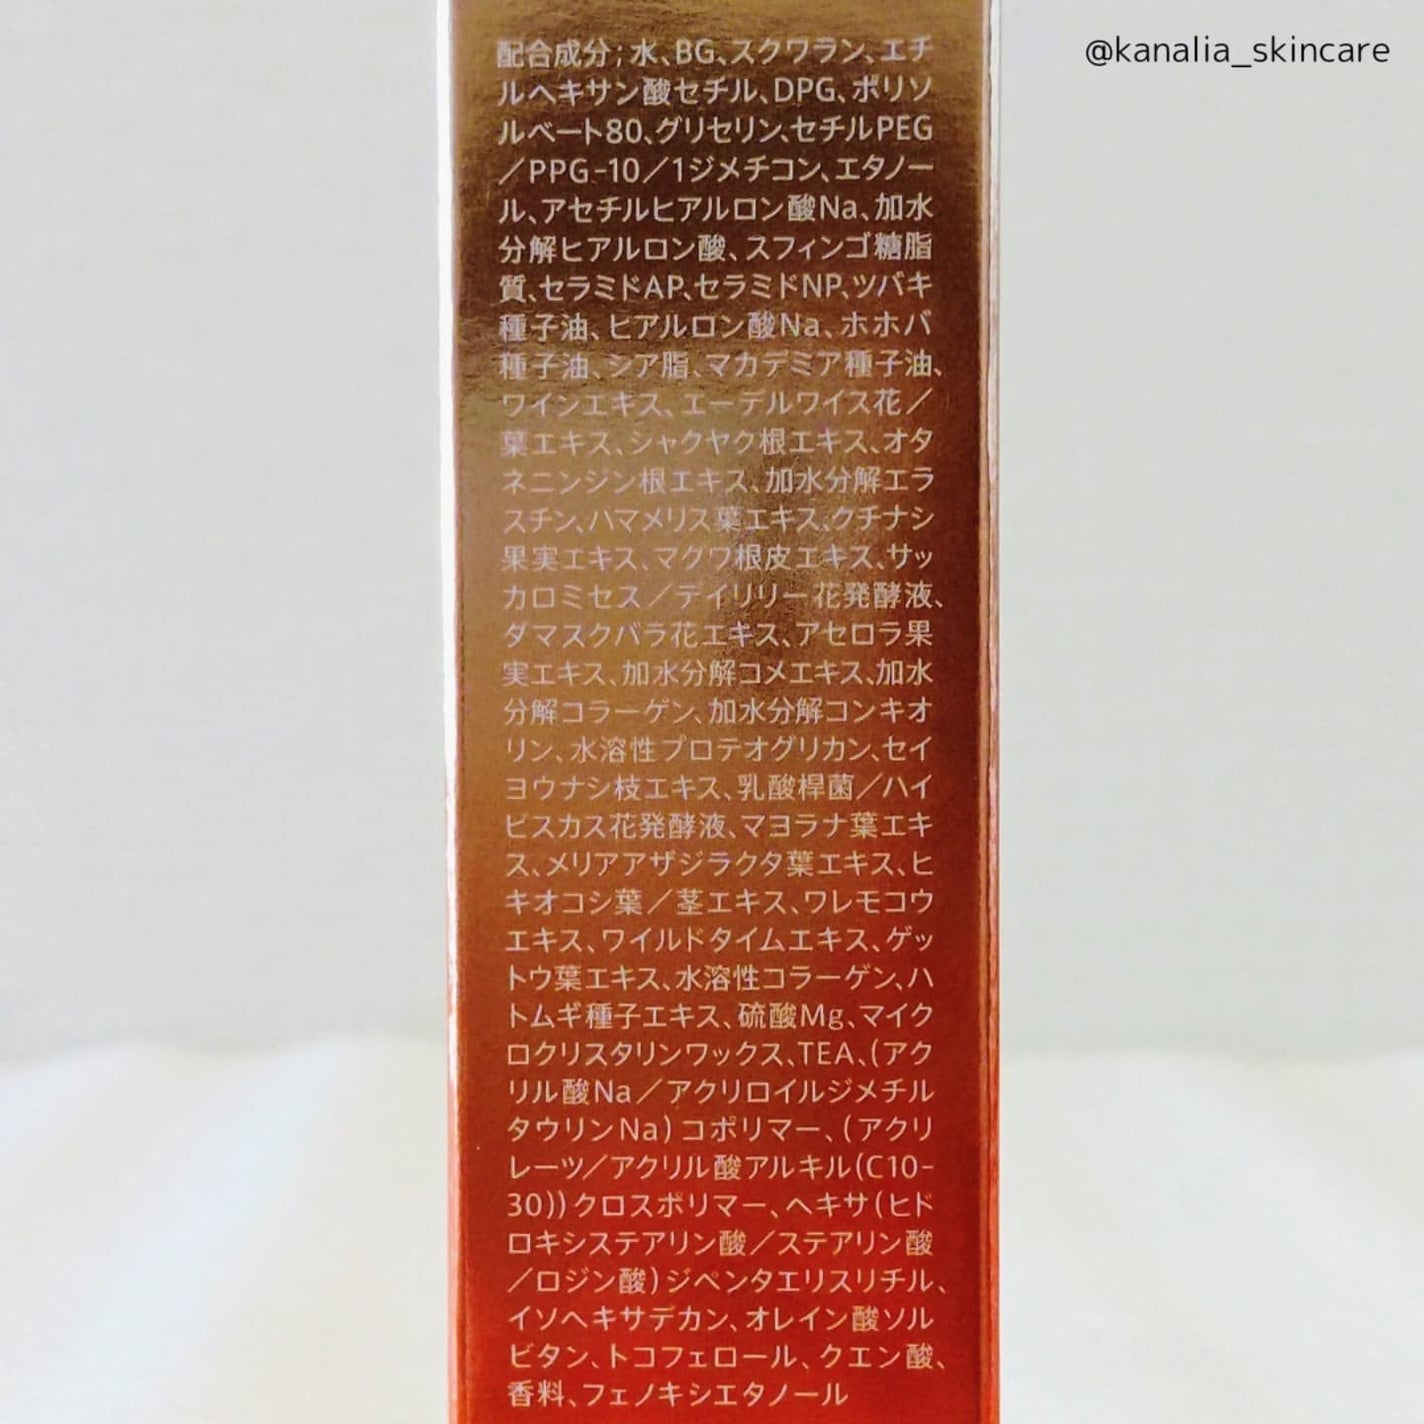 @kanalia_skincare
配合成分;水、BG、スクワラン、エチ
ルヘキサン酸セチル、DPG、ポリソ
ルベート80、グリセリン、セチルPEG
／PPG-10／1ジメチコン、エタノー
ル、アセチルヒアルロン酸Na、加水
分解ヒアルロン酸、スフィンゴ糖脂
質、セラミドAP、セラミドNP、ツバキ
種子油、ヒアルロン酸Na、ホホバ
種子油、シア脂、マカデミア種子油、
ワインエキス、エーデルワイス花／
葉エキス、シャクヤク根エキス、オタ
ネニンジン根エキス、加水分解エラ
スチン、ハマメリス葉エキス、クチナシ
果実エキス、マグワ根皮エキス、サッ
カロミセス／デイリリー花発酵液、
ダマスクバラ花エキス、アセロラ果
実エキス、加水分解コメエキス、加水
分解コラーゲン、加水分解コンキオ
リン、水溶性プロテオグリカン、セイ
ヨウナシ枝エキス、乳酸桿菌／ハイ
ビスカス花発酵液、マヨラナ葉エキ
ス、メリアアザジラクタ葉エキス、ヒ
キオコシ葉／茎エキス、ワレモコウ
エキス、ワイルドタイムエキス、ゲッ
トウ葉エキス、水溶性コラーゲン、ハ
トムギ種子エキス、硫酸Mg、マイク
ロクリスタリンワックス、TEA、(アク
リル酸Na／アクリロイルジメチル
タウリンNa)コポリマー、(アクリ
レーツ／アクリル酸アルキル(C10-
30))クロスポリマー、ヘキサ(ヒド
ロキシステアリン酸／ステアリン酸
／ロジン酸)ジペンタエリスリチル、
イソヘキサデカン、オレイン酸ソル
ビタン、トコフェロール、クエン酸、
香料、フェノキシエタノール